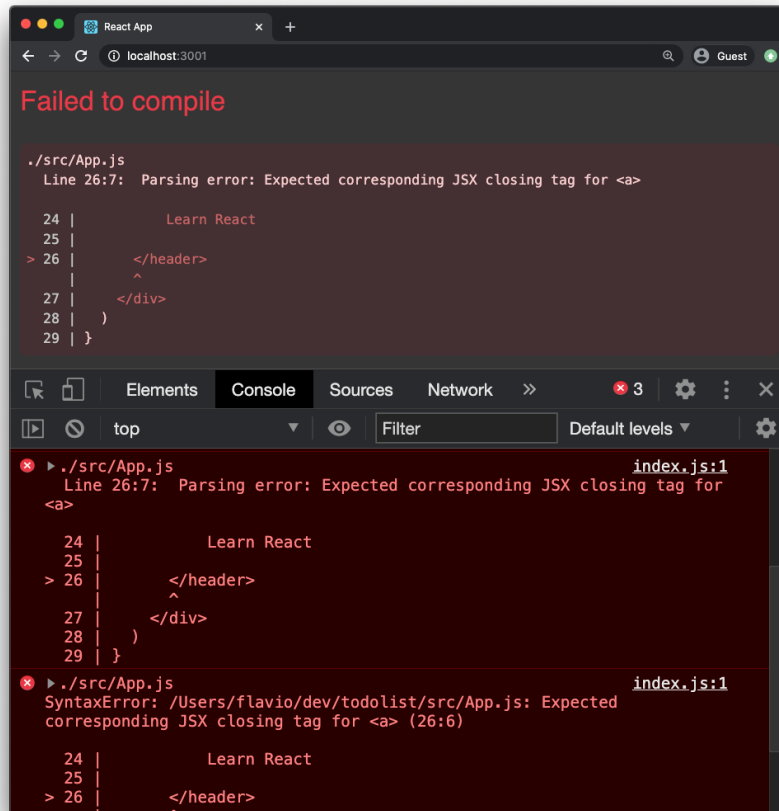 React App
localhost:3001
Guest
Failed to compile
./src/App.js
Line 26:7:  Parsing error: Expected corresponding JSX closing tag for <a>
24 |           Learn React
25 |
> 26 |       </header>
|       ^
27 |     </div>
28 |   )
29 | }
Elements Console Sources Network » 3
top Filter Default levels
./src/App.js index.js:1
Line 26:7:  Parsing error: Expected corresponding JSX closing tag for
<a>
24 |           Learn React
25 |
> 26 |       </header>
|       ^
27 |     </div>
28 |   )
29 | }
./src/App.js index.js:1
SyntaxError: /Users/flavio/dev/todolist/src/App.js: Expected
corresponding JSX closing tag for <a> (26:6)
24 |           Learn React
25 |
> 26 |       </header>